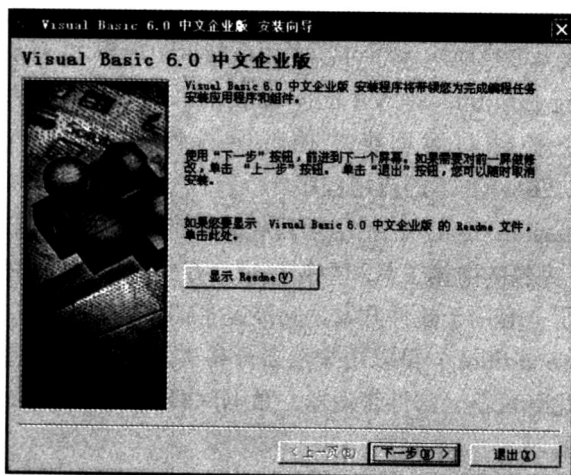 Visual Basic 6.0 中文企业版 安装向导
Visual Basic 6.0 中文企业版
Visual Basic 6.0 中文企业版 安装程序将带领您为完成编程任务
安装应用程序和组件。
使用“下一步”按钮，前进到下一个屏幕。如果需要对前一屏做修
改，单击 “上一步”按钮。 单击“退出”按钮，您可以随时取消
安装。
如果您要显示 Visual Basic 6.0 中文企业版 的 Readme 文件，
单击此处。
显示 Readme(V)
< 上一页(B)
下一步(N) >
退出(X)